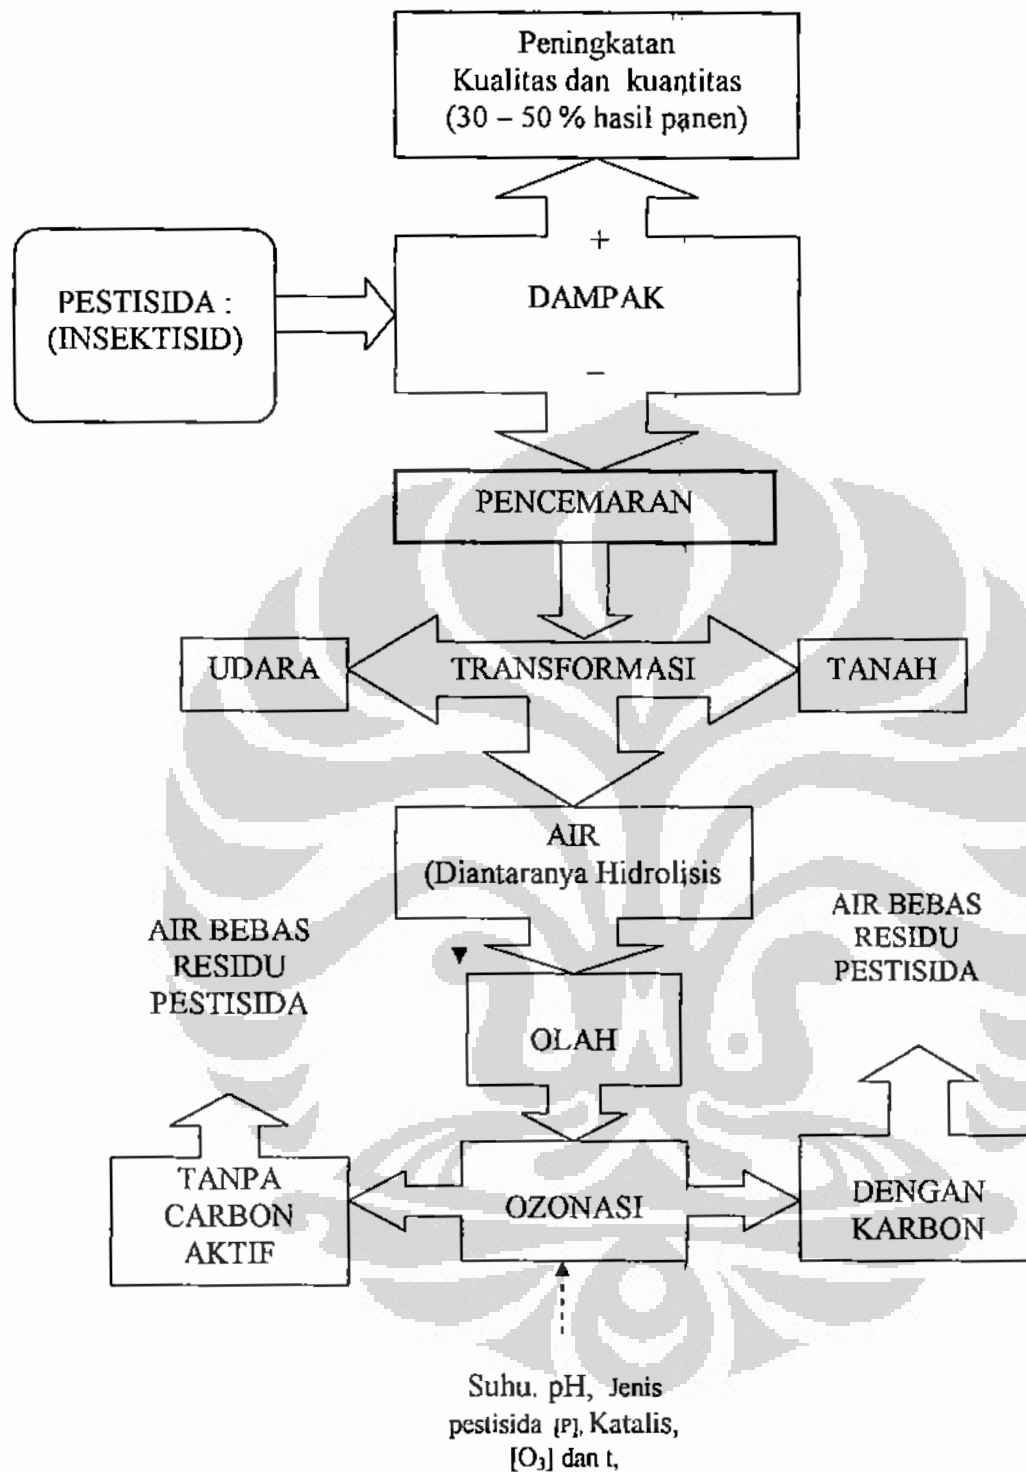 Peningkatan
Kualitas dan kuantitas
(30 – 50 % hasil panen)
+
DAMPAK
–
PESTISIDA :
(INSEKTISID)
PENCEMARAN
UDARA
TRANSFORMASI
TANAH
AIR
(Diantaranya Hidrolisis
AIR BEBAS
RESIDU
PESTISIDA
AIR BEBAS
RESIDU
PESTISIDA
OLAH
TANPA
CARBON
AKTIF
OZONASI
DENGAN
KARBON
Suhu. pH, Jenis
pestisida [P], Katalis,
[O₃] dan t,